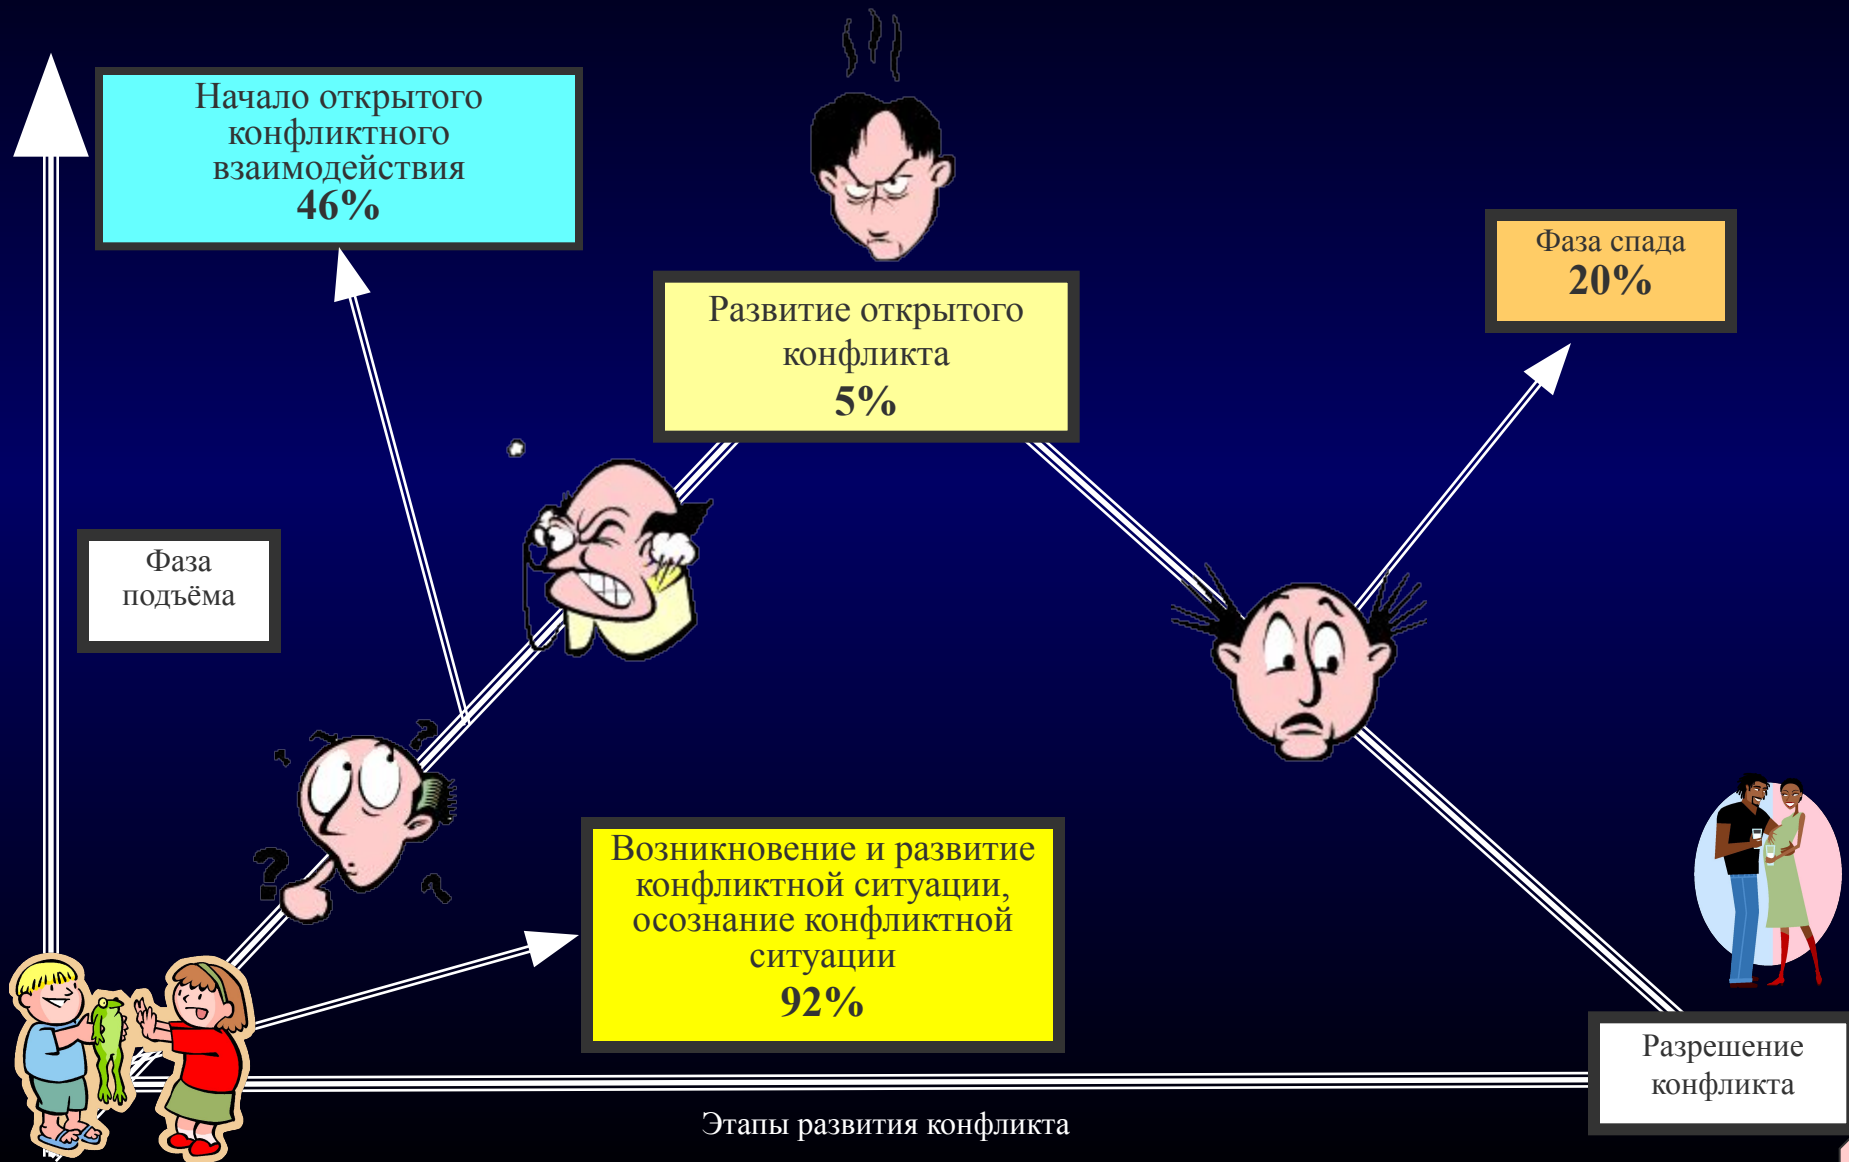 Начало открытого
конфликтного
взаимодействия
46%
Развитие открытого
конфликта
5%
Фаза спада
20%
Фаза
подъёма
Возникновение и развитие
конфликтной ситуации,
осознание конфликтной
ситуации
92%
Разрешение
конфликта
Этапы развития конфликта